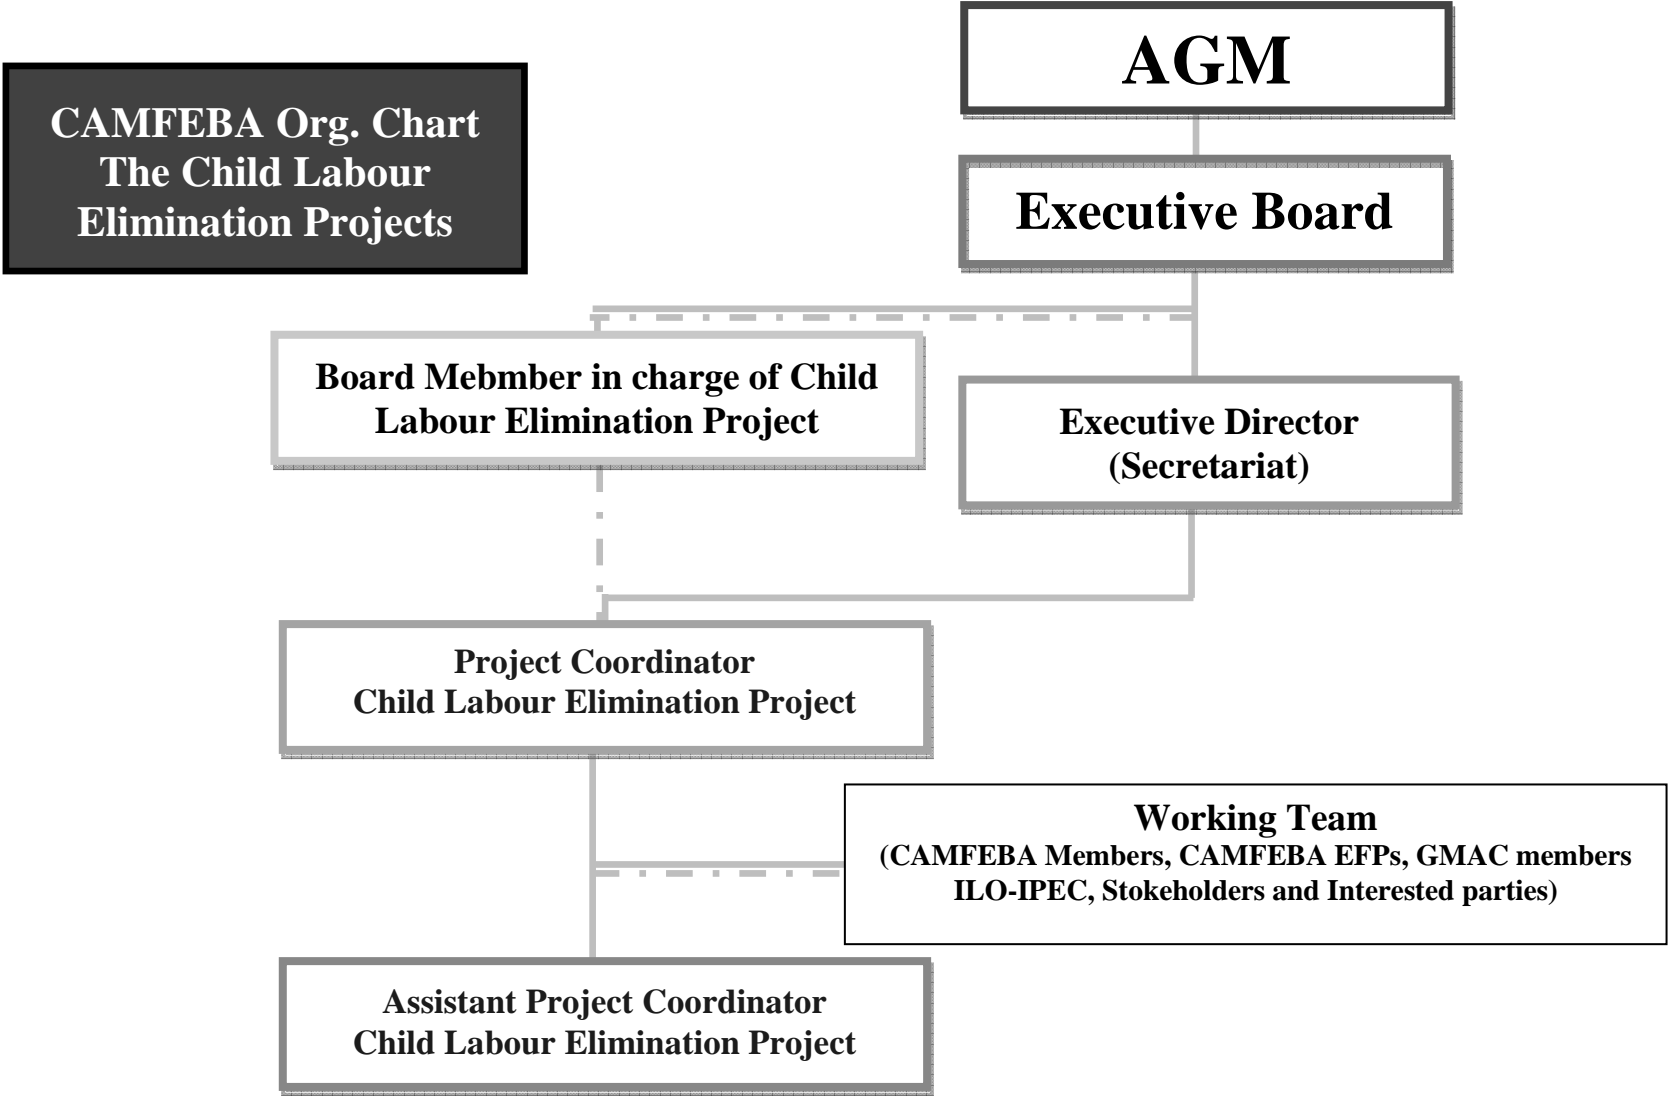 CAMFEBA Org. Chart
The Child Labour
Elimination Projects
AGM
Executive Board
Board Mebmber in charge of Child
Labour Elimination Project
Executive Director
(Secretariat)
Project Coordinator
Child Labour Elimination Project
Working Team
(CAMFEBA Members, CAMFEBA EFPs, GMAC members
ILO-IPEC, Stokeholders and Interested parties)
Assistant Project Coordinator
Child Labour Elimination Project